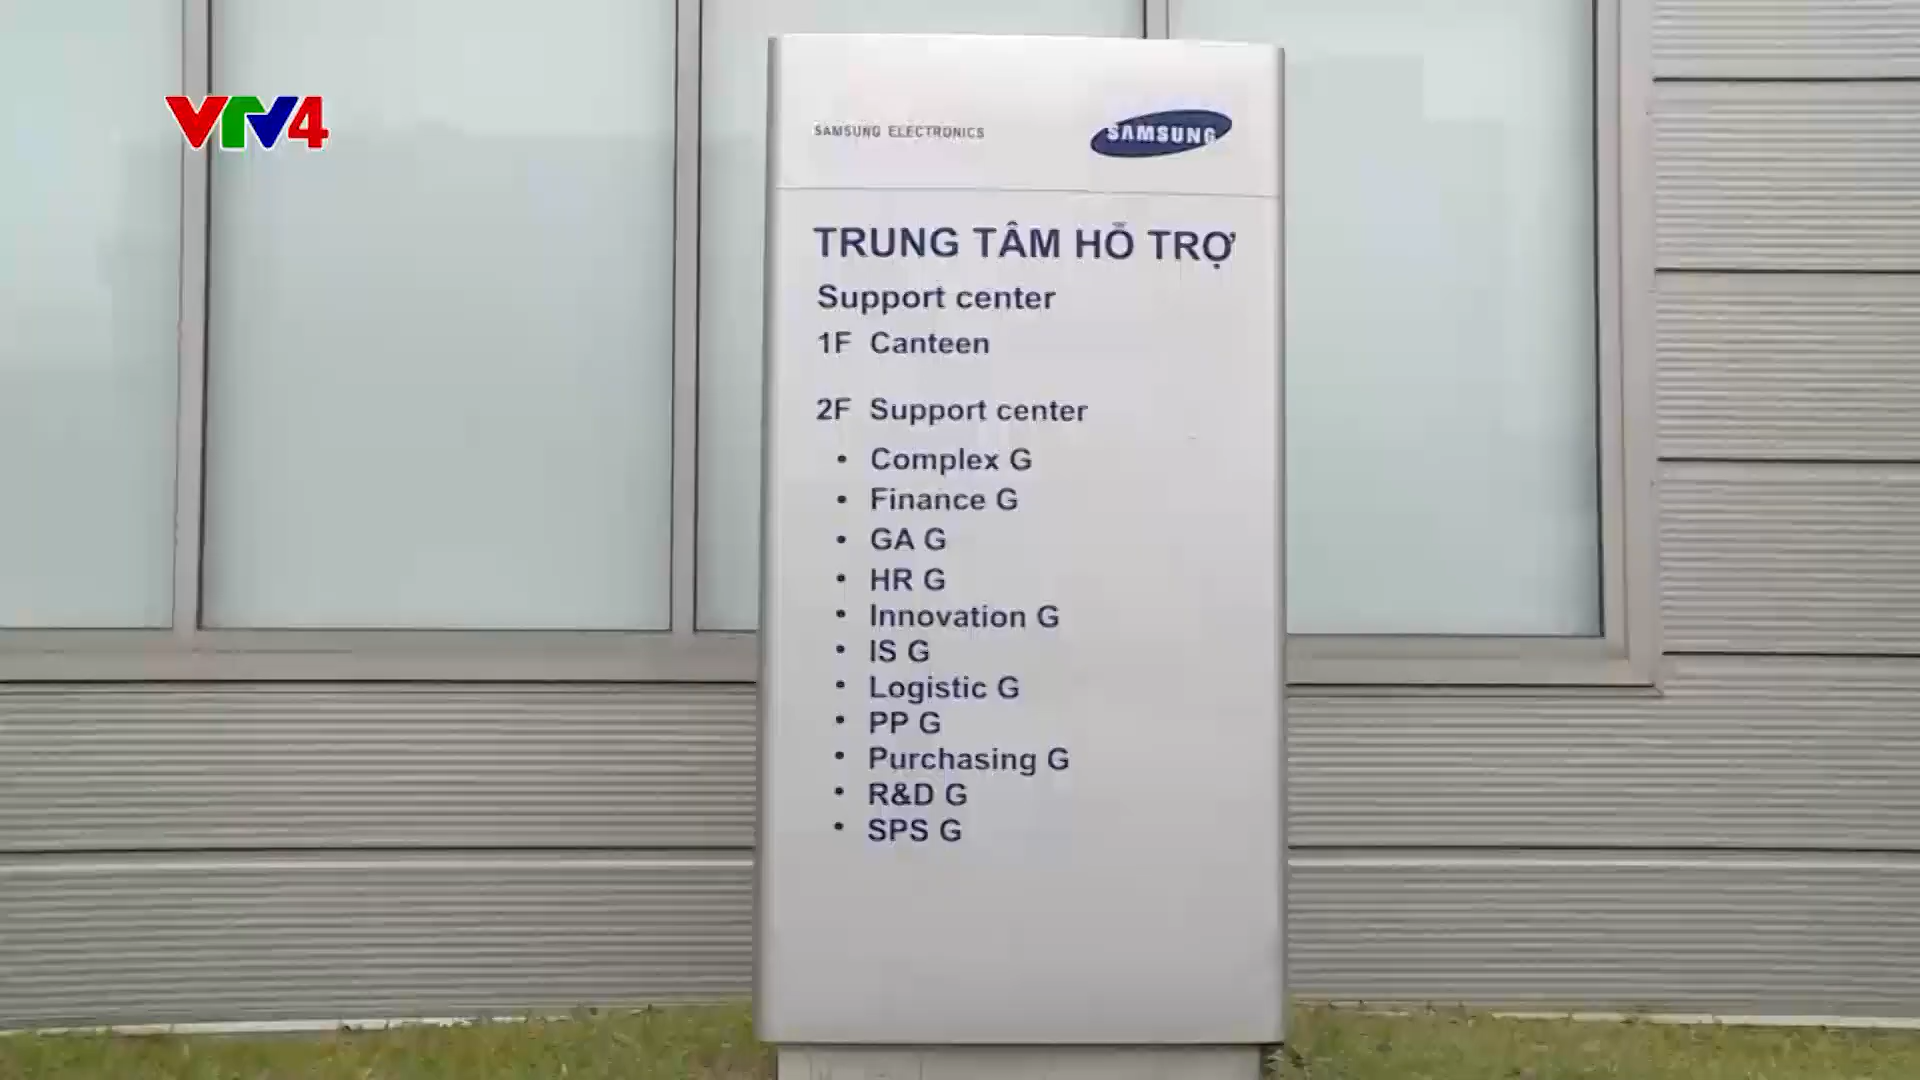 VTV4
SAMSUNG ELECTRONICS
SAMSUNG
TRUNG TÂM HỖ TRỢ
Support center
1F Canteen
2F Support center
• Complex G
• Finance G
• GA G
• HR G
• Innovation G
• IS G
• Logistic G
• PP G
• Purchasing G
• R&D G
• SPS G